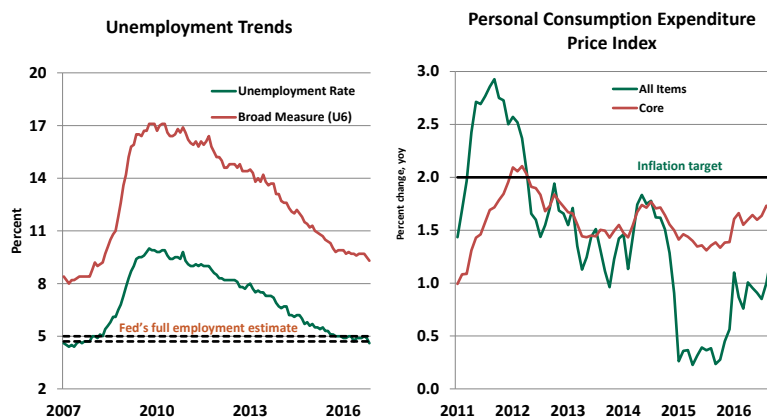 Unemployment Trends
20
17
14
11
8
5
2
Percent
Unemployment Rate
Broad Measure (U6)
Fed's full employment estimate
2007
2010
2013
2016
Personal Consumption Expenditure
Price Index
3.0
2.5
2.0
1.5
1.0
0.5
0.0
Percent change, yoy
All Items
Core
Inflation target
2011
2012
2013
2014
2015
2016